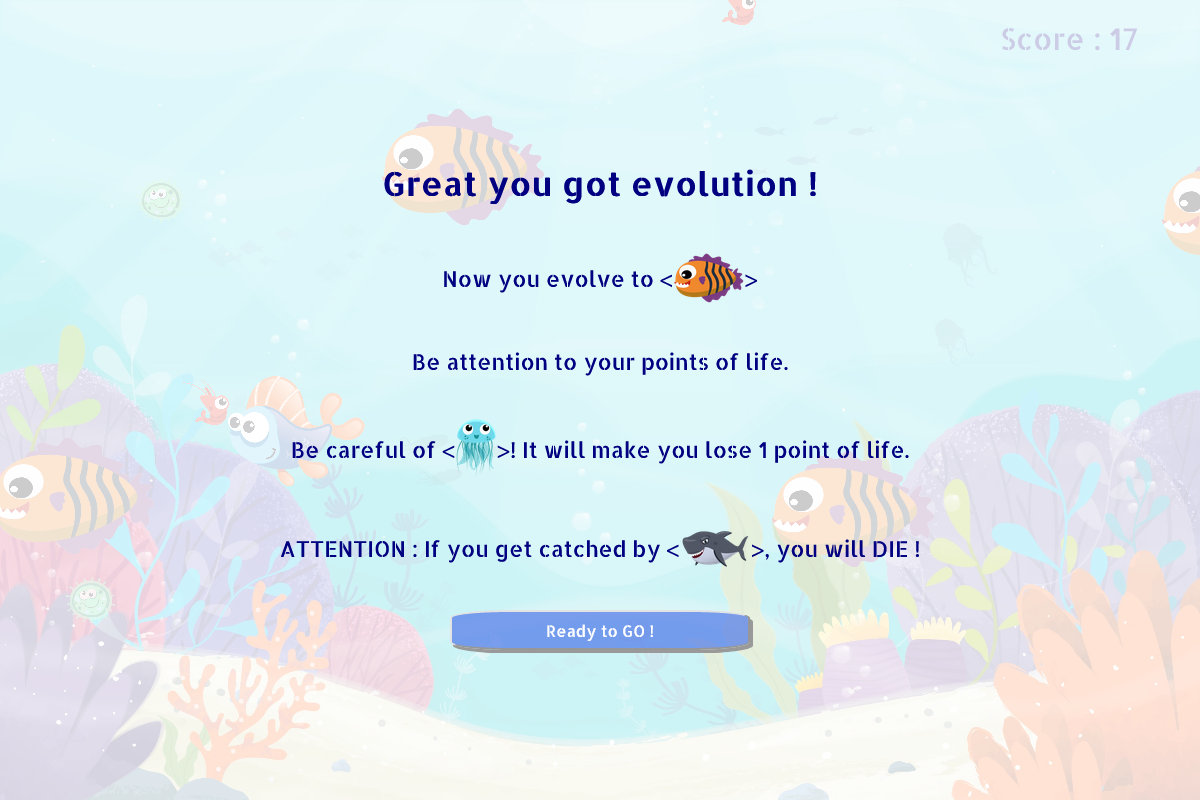 Score : 17
Great you got evolution !
Now you evolve to < >
Be attention to your points of life.
Be careful of < >! It will make you lose 1 point of life.
ATTENTION : If you get catched by < >, you will DIE !
Ready to GO !